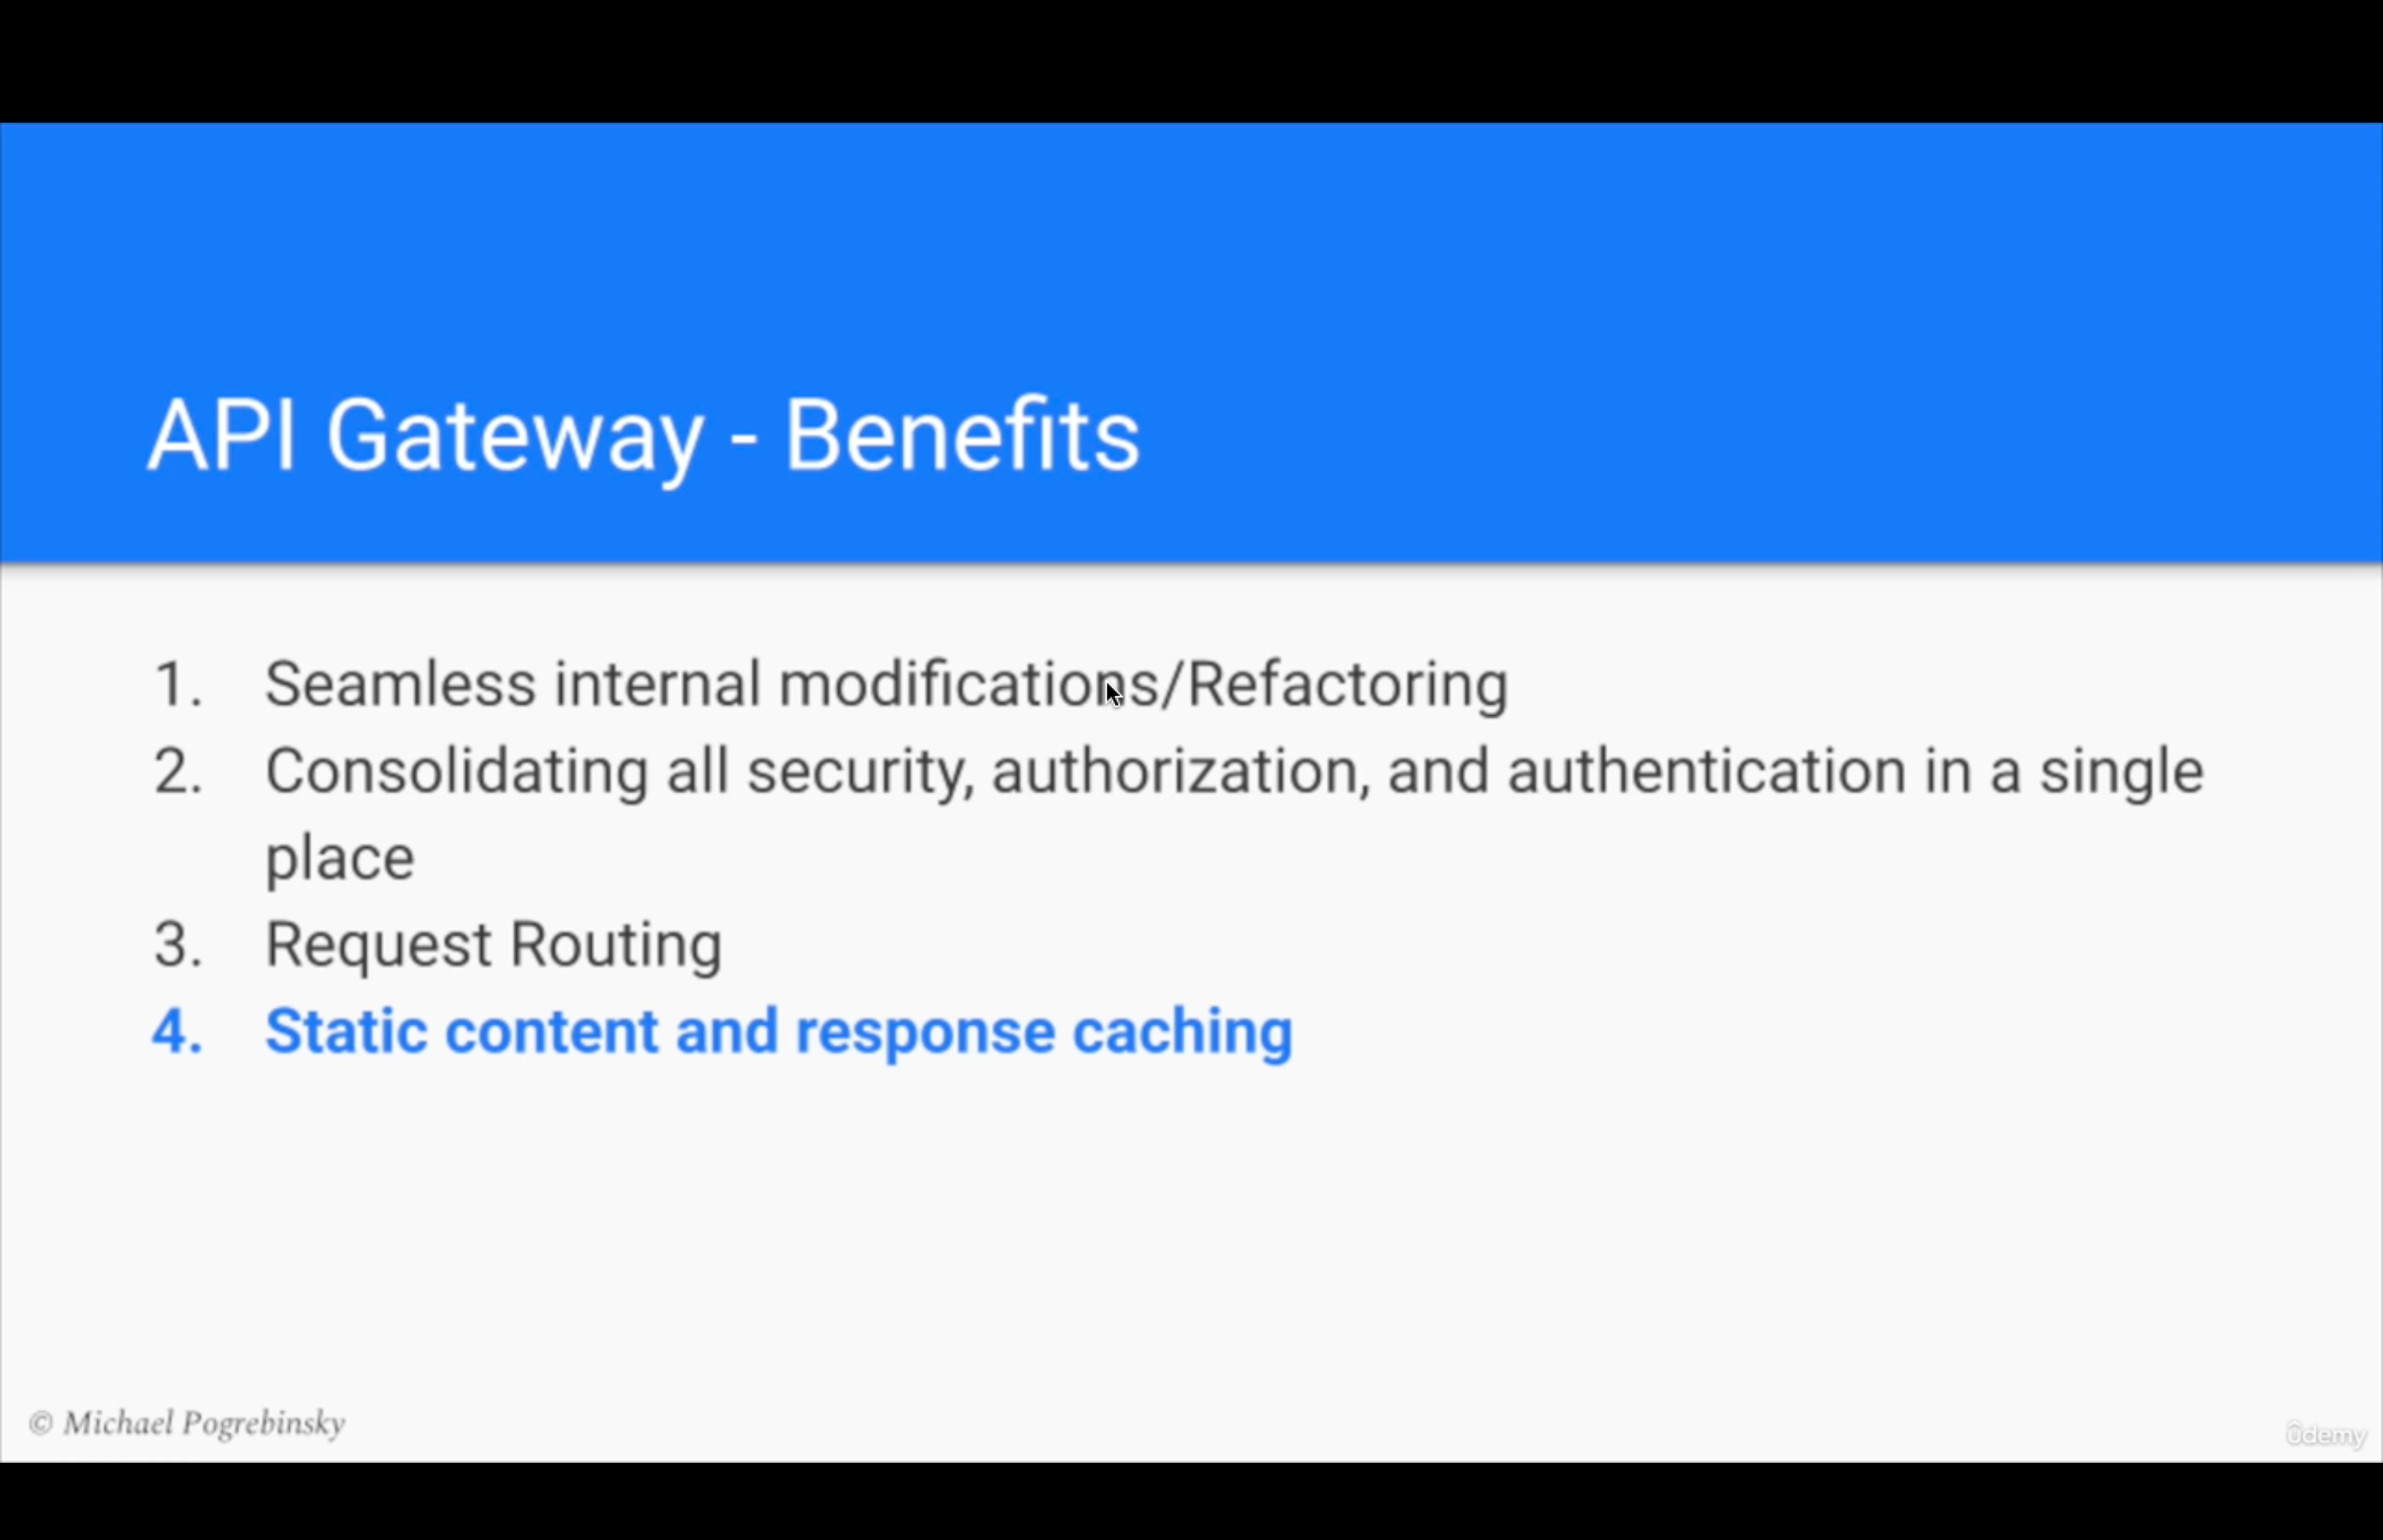 API Gateway - Benefits
1. Seamless internal modifications/Refactoring
2. Consolidating all security, authorization, and authentication in a single
place
3. Request Routing
4. Static content and response caching
© Michael Pogrebinsky
ûdemy